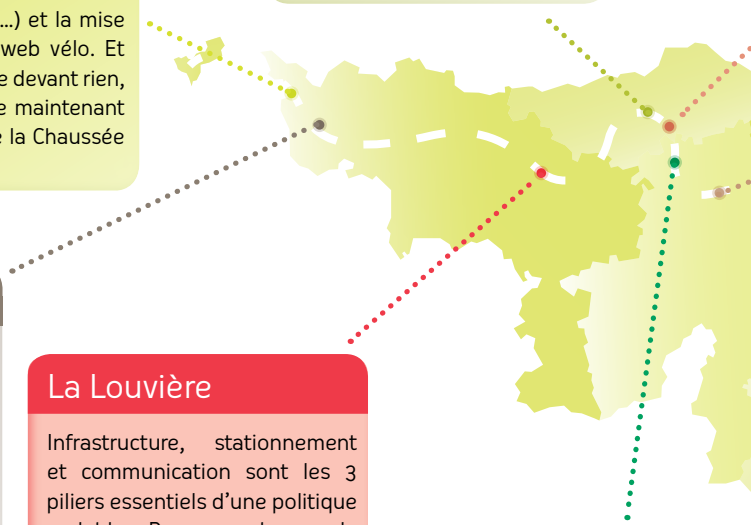 ...) et la mise
web vélo. Et
devant rien,
maintenant
la Chaussée
La Louvière
Infrastructure, stationnement
et communication sont les 3
piliers essentiels d'une politique